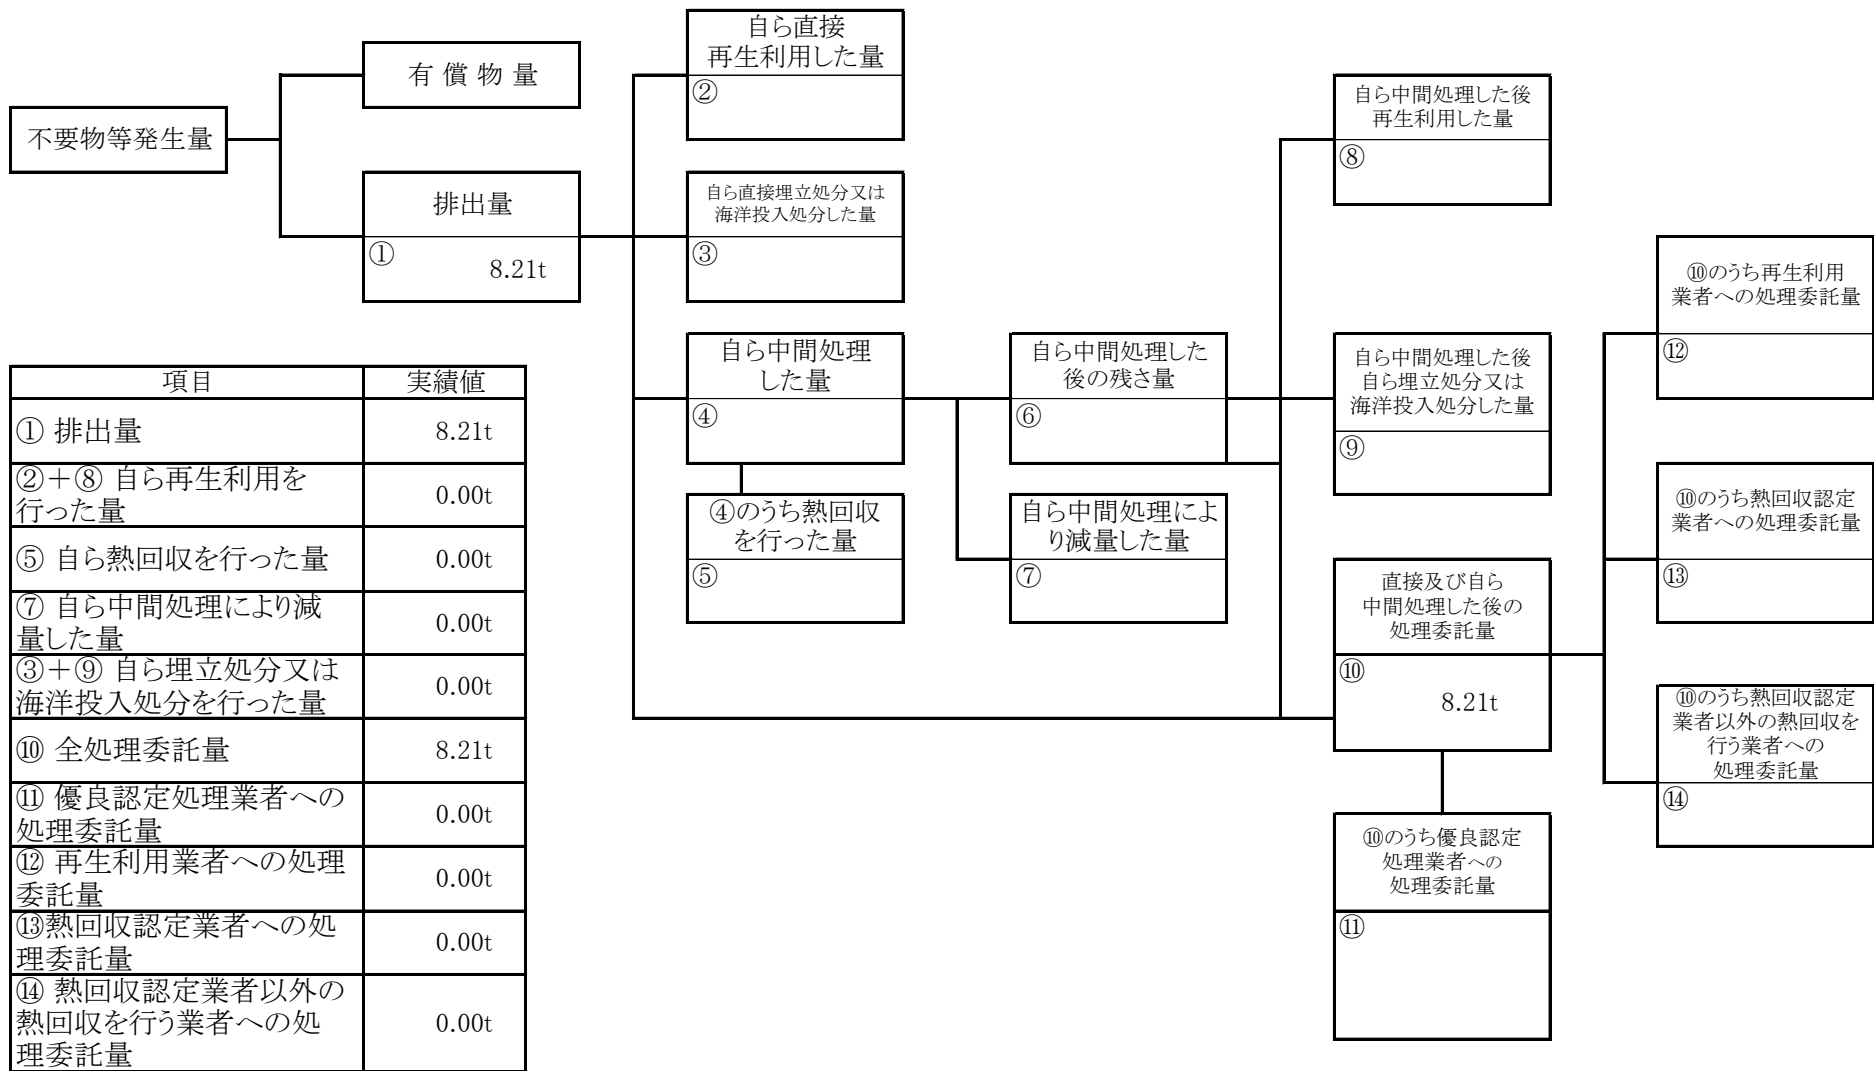 不要物等発生量
有償物量
排出量
①
8.21t
自ら直接
再生利用した量
②
自ら直接埋立処分又は
海洋投入処分した量
③
自ら中間処理
した量
④
④のうち熱回収
を行った量
⑤
自ら中間処理した
後の残さ量
⑥
自ら中間処理によ
り減量した量
⑦
自ら中間処理した後
再生利用した量
⑧
自ら中間処理した後
自ら埋立処分又は
海洋投入処分した量
⑨
直接及び自ら
中間処理した後の
処理委託量
⑩
8.21t
⑩のうち優良認定
処理業者への
処理委託量
⑪
⑩のうち再生利用
業者への処理委託量
⑫
⑩のうち熱回収認定
業者への処理委託量
⑬
⑩のうち熱回収認定
業者以外の熱回収を
行う業者への
処理委託量
⑭
項目 実績値
① 排出量 8.21t
②＋⑧ 自ら再生利用を
行った量 0.00t
⑤ 自ら熱回収を行った量 0.00t
⑦ 自ら中間処理により減
量した量 0.00t
③＋⑨ 自ら埋立処分又は
海洋投入処分を行った量 0.00t
⑩ 全処理委託量 8.21t
⑪ 優良認定処理業者への
処理委託量 0.00t
⑫ 再生利用業者への処理
委託量 0.00t
⑬熱回収認定業者への処
理委託量 0.00t
⑭ 熱回収認定業者以外の
熱回収を行う業者への処
理委託量 0.00t